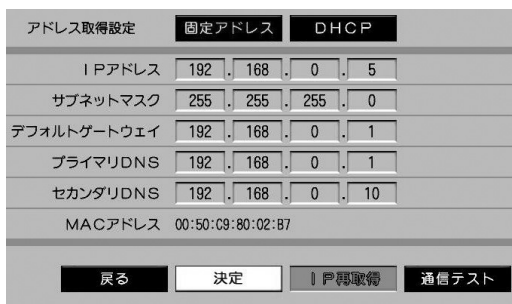 アドレス取得設定 固定アドレス DHCP
IPアドレス 192 . 168 . 0 . 5
サブネットマスク 255 . 255 . 255 . 0
デフォルトゲートウェイ 192 . 168 . 0 . 1
プライマリDNS 192 . 168 . 0 . 1
セカンダリDNS 192 . 168 . 0 . 10
MACアドレス 00:50:C9:80:02:B7
戻る 決定 IP再取得 通信テスト